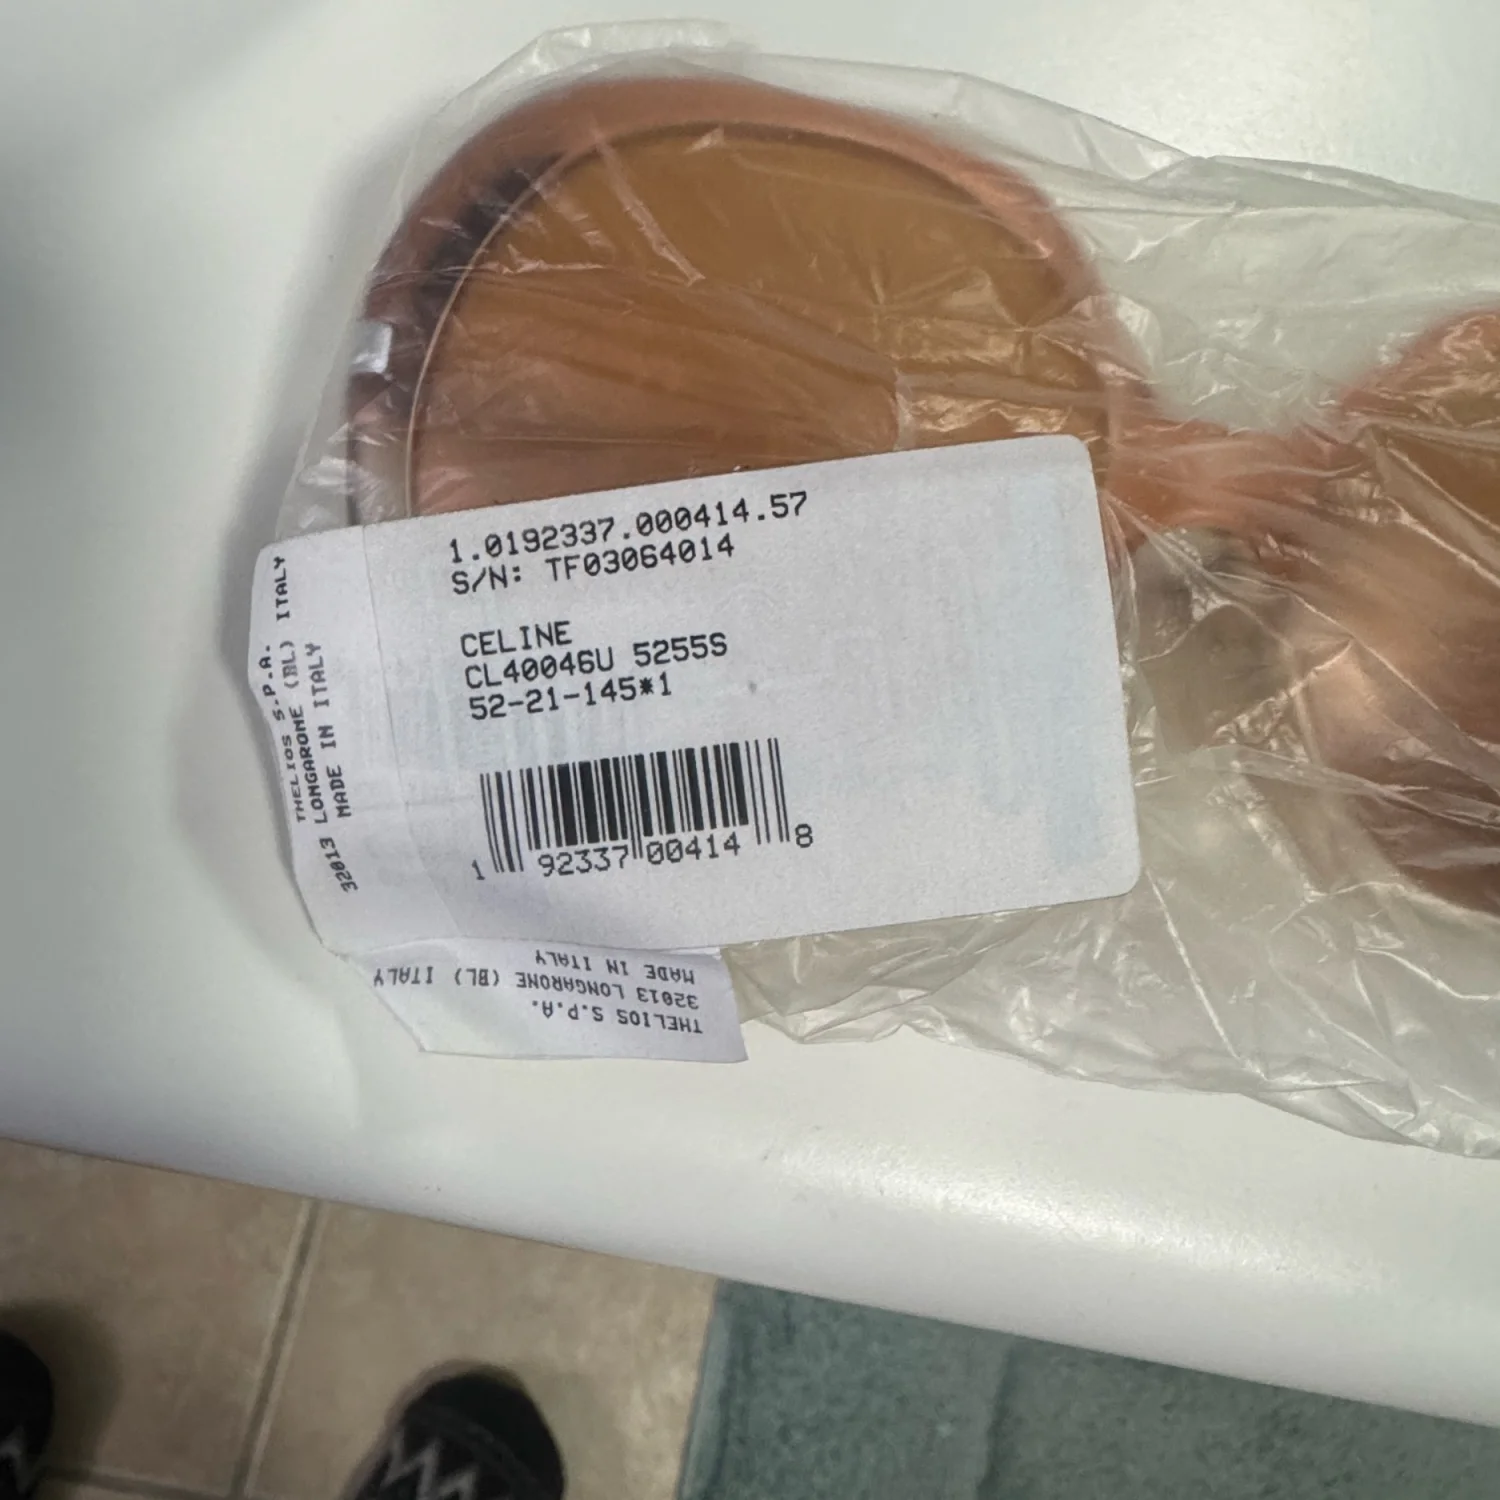 1.0192337.000414.57
S/N: TF03064014
CELINE
CL40046U 5255S
52-21-145*1
1 92337 00414 8
THELIOS S.P.A.
32013 LONGARONE (BL) ITALY
MADE IN ITALY
THELIOS S.P.A.
32013 LONGARONE (BL) ITALY
MADE IN ITALY